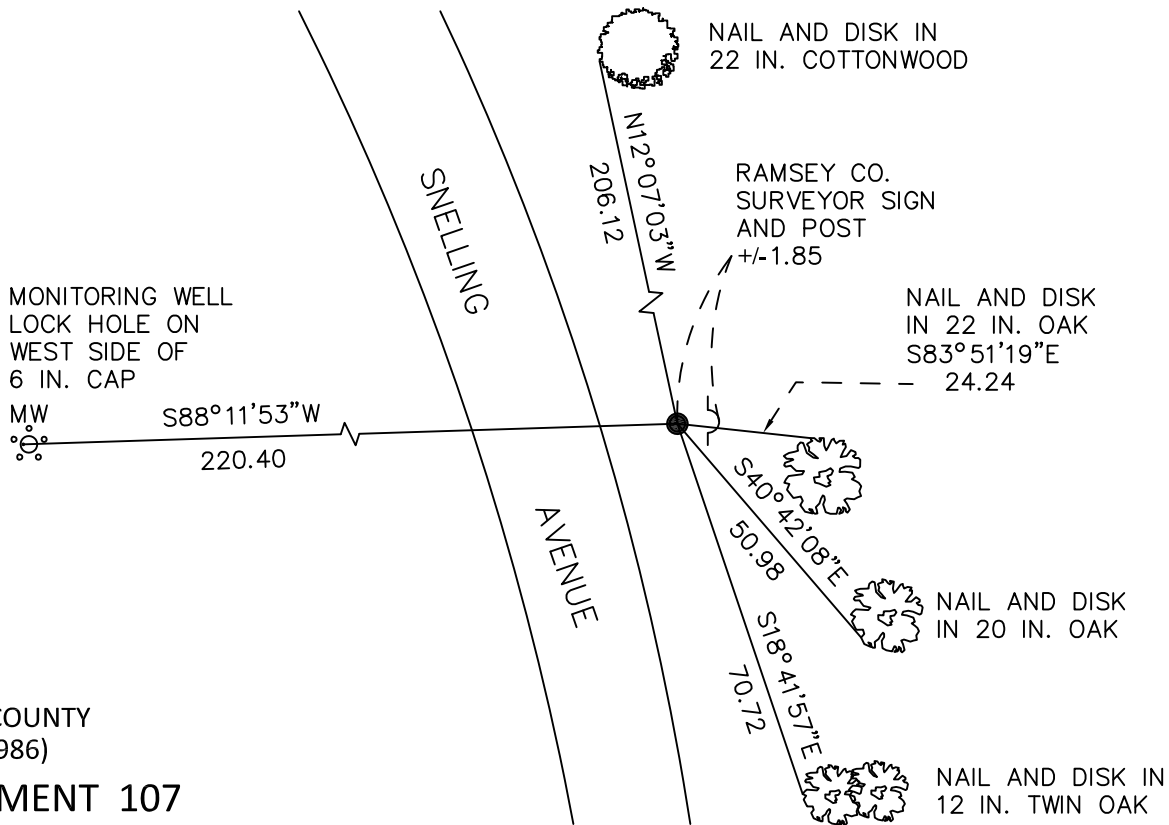 NAIL AND DISK IN
22 IN. COTTONWOOD
N12°07'03"W
206.12
RAMSEY CO.
SURVEYOR SIGN
AND POST
+/-1.85
SNELLING
AVENUE
MONITORING WELL
LOCK HOLE ON
WEST SIDE OF
6 IN. CAP
MW
S88°11'53"W
220.40
NAIL AND DISK
IN 22 IN. OAK
S83°51'19"E
24.24
S40°42'08"E
50.98
NAIL AND DISK
IN 20 IN. OAK
S18°41'57"E
70.72
NAIL AND DISK IN
12 IN. TWIN OAK
COUNTY
986)
MENT 107